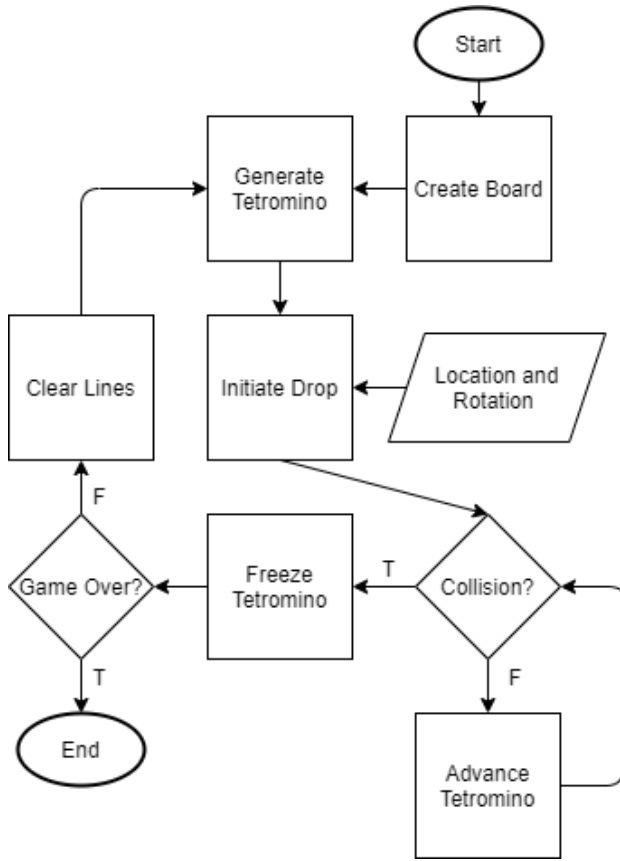 Start
Generate
Tetromino
Create Board
Clear Lines
Initiate Drop
Location and
Rotation
F
Game Over?
Freeze
Tetromino
T
Collision?
T
F
End
Advance
Tetromino